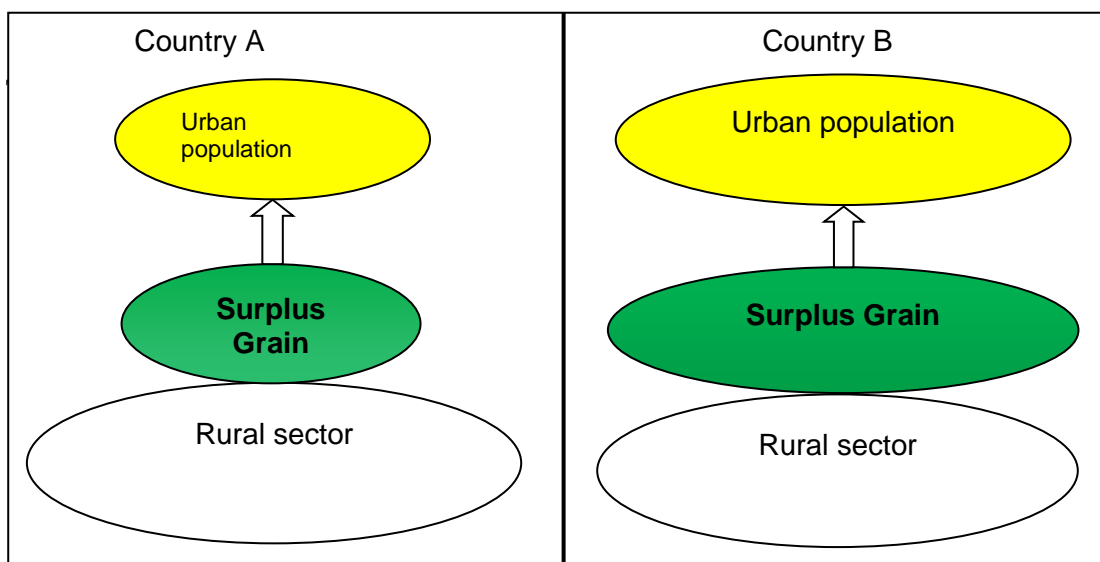 Country A
Urban
population
Surplus
Grain
Rural sector
Country B
Urban population
Surplus Grain
Rural sector